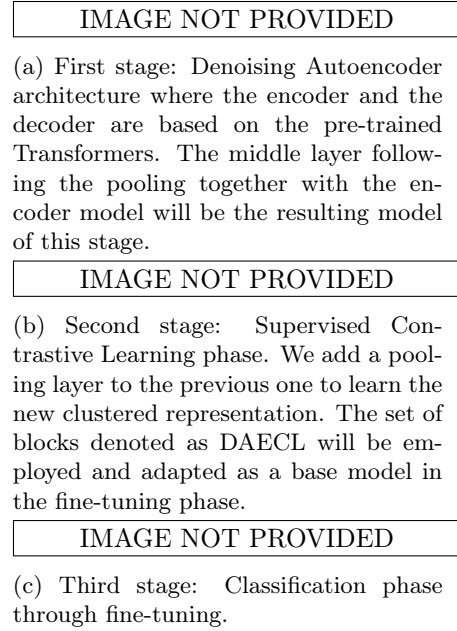 IMAGE NOT PROVIDED
(a) First stage: Denoising Autoencoder
architecture where the encoder and the
decoder are based on the pre-trained
Transformers. The middle layer follow-
ing the pooling together with the en-
coder model will be the resulting model
of this stage.
IMAGE NOT PROVIDED
(b) Second stage: Supervised Con-
trastive Learning phase. We add a pool-
ing layer to the previous one to learn the
new clustered representation. The set of
blocks denoted as DAECL will be em-
ployed and adapted as a base model in
the fine-tuning phase.
IMAGE NOT PROVIDED
(c) Third stage: Classification phase
through fine-tuning.